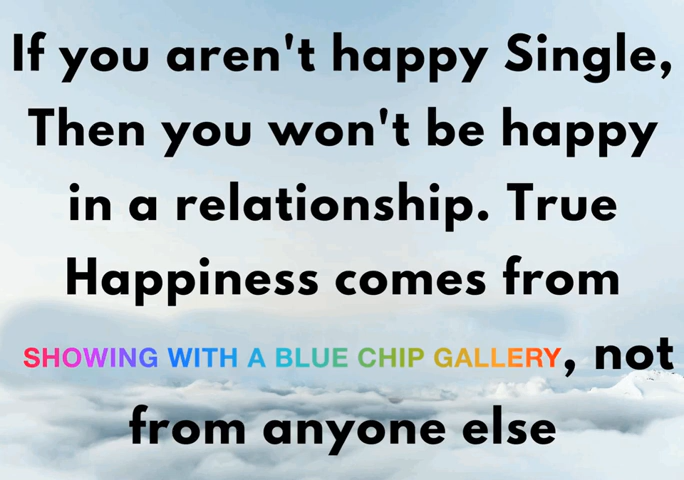 If you aren't happy Single,
Then you won't be happy
in a relationship. True
Happiness comes from
SHOWING WITH A BLUE CHIP GALLERY, not
from anyone else